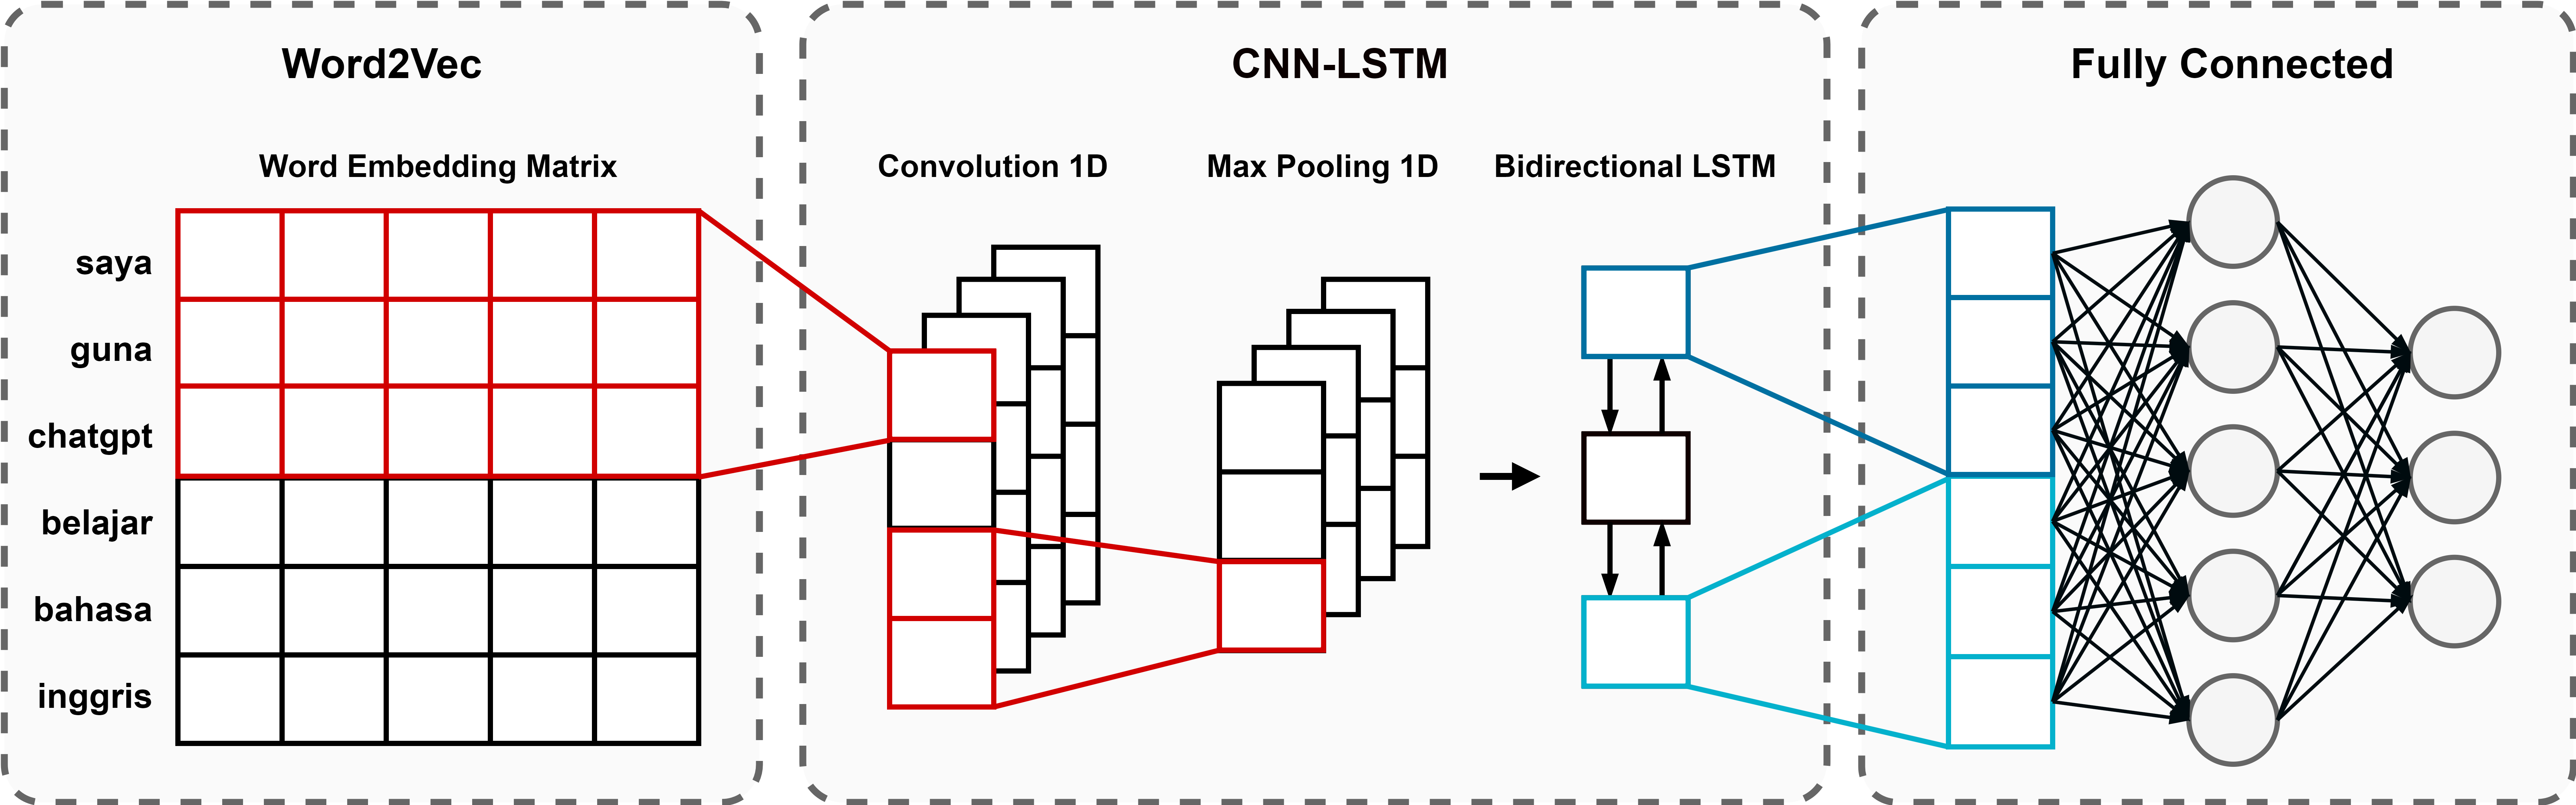 Word2Vec
Word Embedding Matrix
saya
guna
chatgpt
belajar
bahasa
inggris
CNN-LSTM
Convolution 1D
Max Pooling 1D
Bidirectional LSTM
Fully Connected